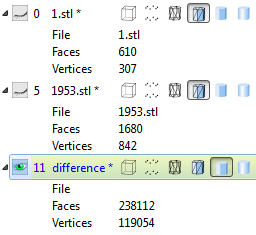 0 1.stl *
File 1.stl
Faces 610
Vertices 307
5 1953.stl *
File 1953.stl
Faces 1680
Vertices 842
11 difference *
File
Faces 238112
Vertices 119054